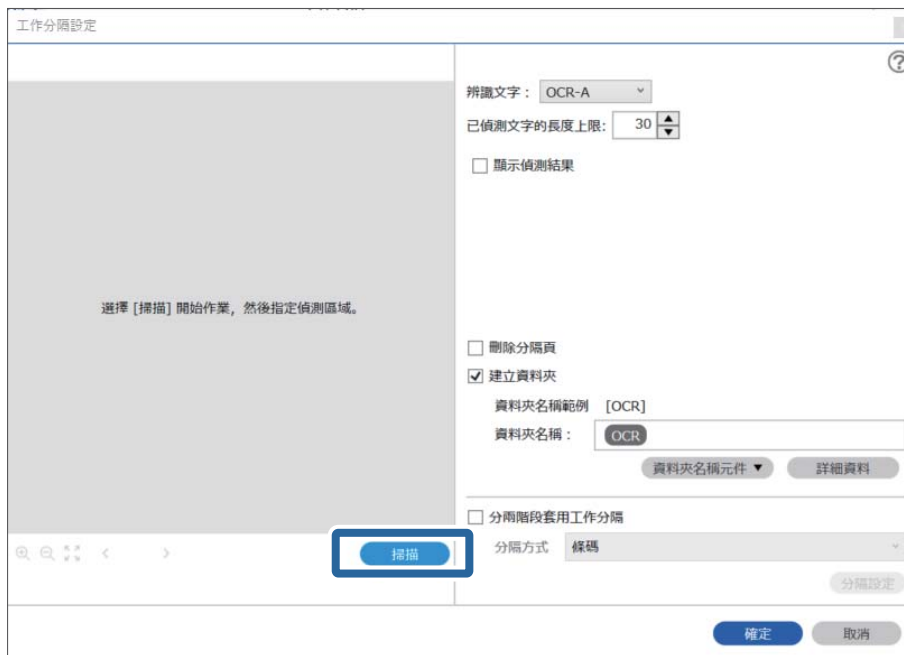 工作分隔設定
辨識文字： OCR-A
已偵測文字的長度上限: 30
顯示偵測結果
選擇 [掃描] 開始作業，然後指定偵測區域。
刪除分隔頁
建立資料夾
資料夾名稱範例 [OCR]
資料夾名稱： OCR
資料夾名稱元件 詳細資料
分兩階段套用工作分隔
分隔方式 條碼
掃描
分隔設定
確定 取消